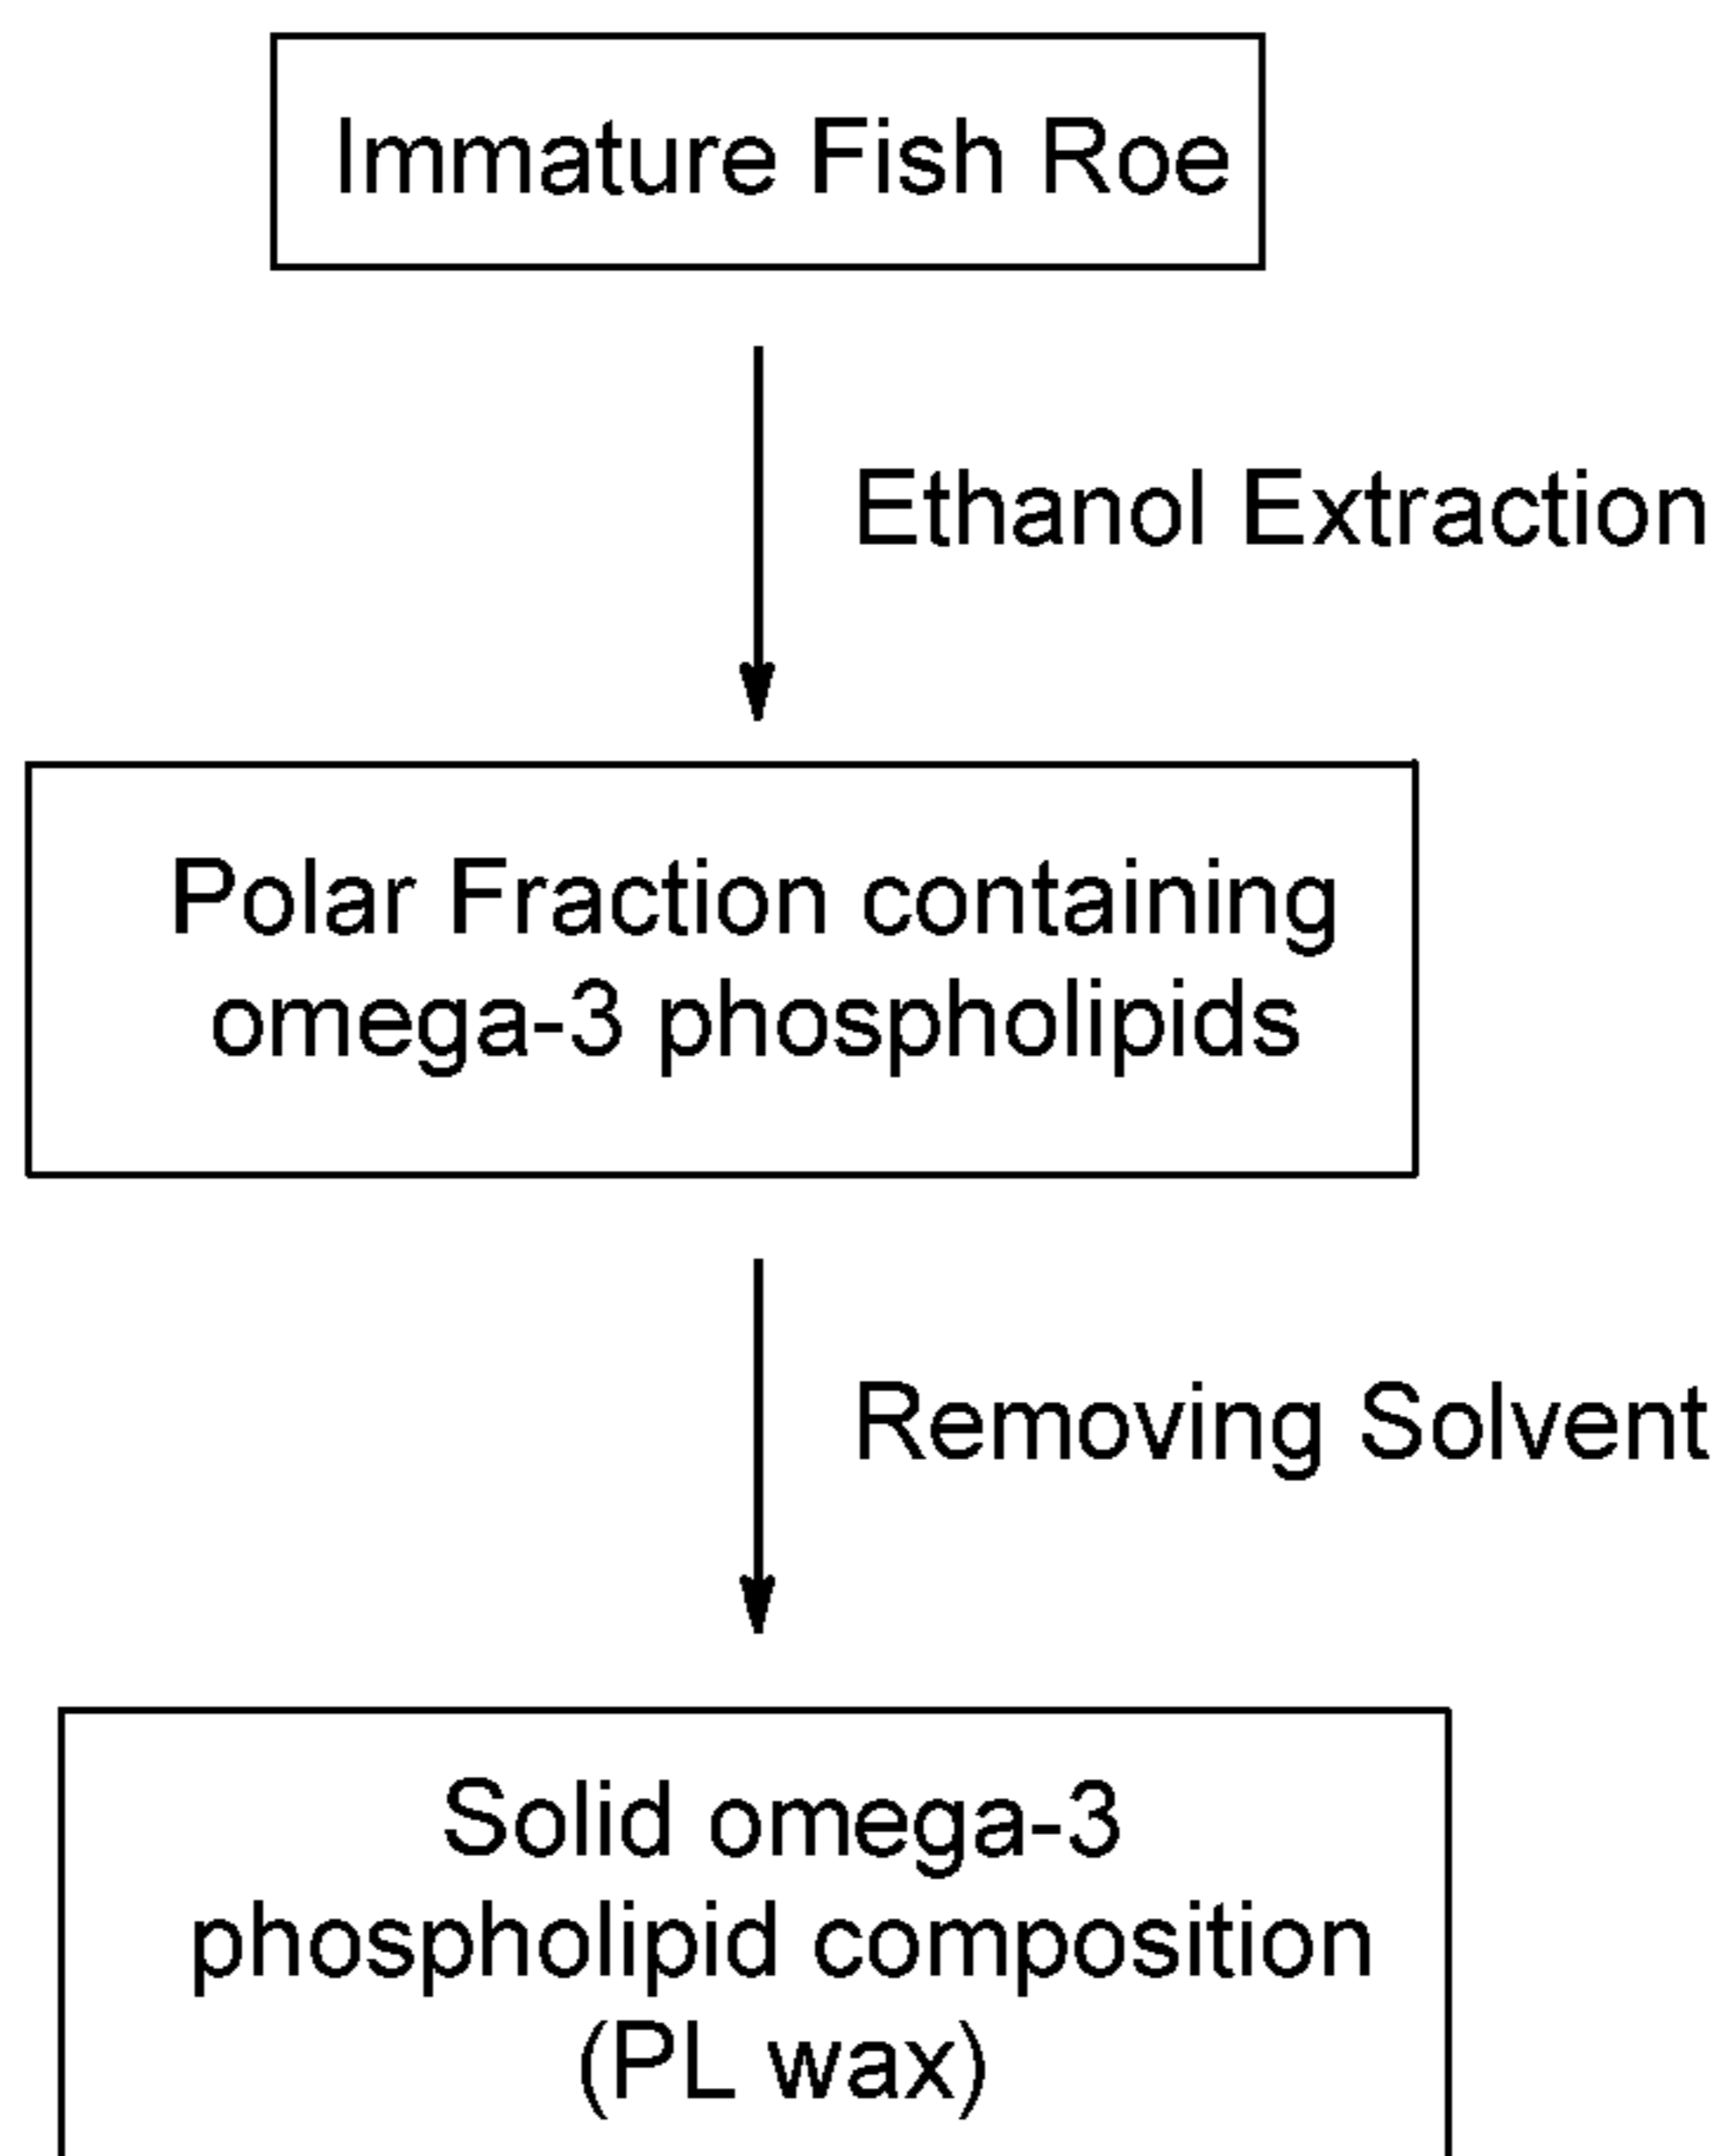 Immature Fish Roe
Ethanol Extraction
Polar Fraction containing
omega-3 phospholipids
Removing Solvent
Solid omega-3
phospholipid composition
(PL wax)